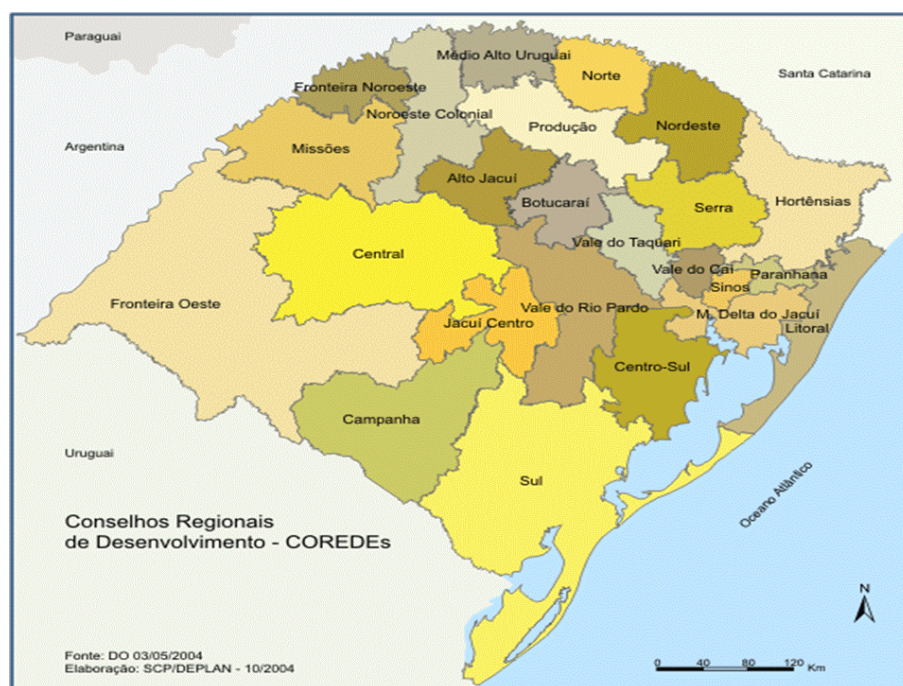 Paraguai
Médio Alto Uruguai
Norte
Santa Catarina
Fronteira Noroeste
Noroeste Colonial
Produção
Nordeste
Argentina
Missões
Alto Jacuí
Botucaraí
Serra
Hortênsias
Vale do Taquari
Central
Vale do Cai
Paranhana
Sinos
Fronteira Oeste
Vale do Rio Pardo
M. Delta do Jacuí
Jacuí Centro
Litoral
Centro-Sul
Campanha
Uruguai
Sul
Oceano Atlântico
Conselhos Regionais
de Desenvolvimento - COREDEs
N
Fonte: DO 03/05/2004
Elaboração: SCP/DEPLAN - 10/2004
0 40 80 120 Km